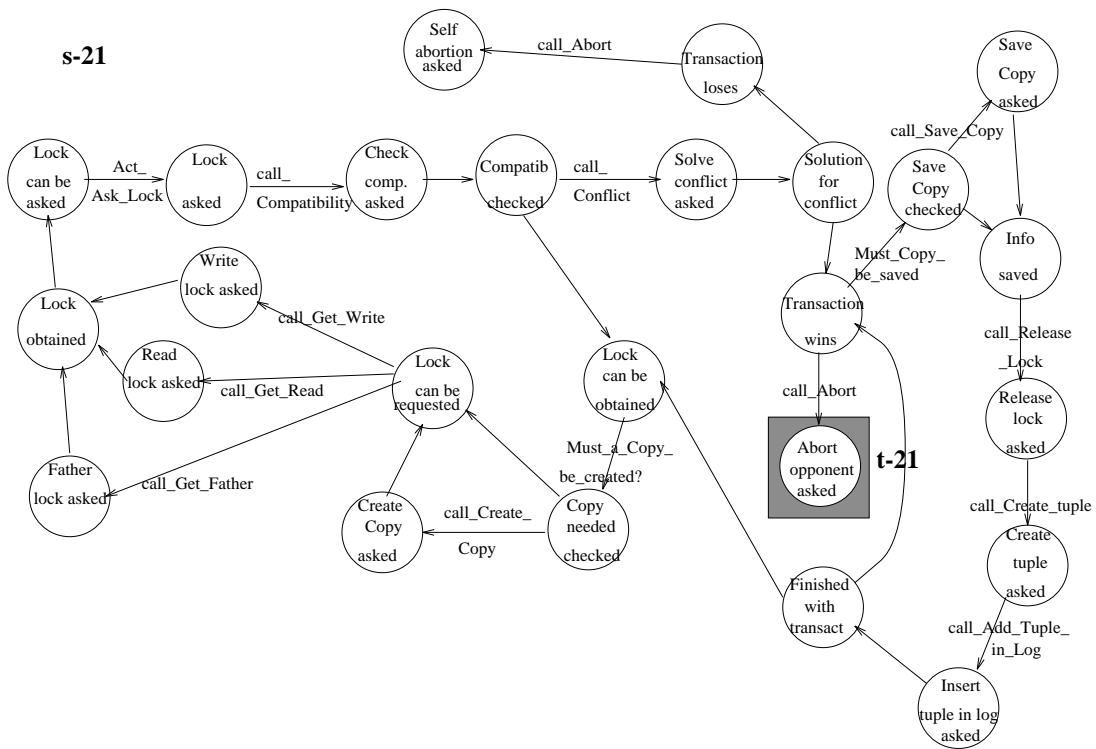 s-21
Self
abortion
asked
call_Abort
Transaction
loses
Save
Copy
asked
call_Save_Copy
Lock
can be
asked
Act_
Ask_Lock
Lock
asked
call_
Compatibility
Check
comp.
asked
Compatib
checked
call_
Conflict
Solve
conflict
asked
Solution
for
conflict
Save
Copy
checked
Info
saved
Must_Copy_
be_saved
Write
lock asked
Lock
obtained
call_Get_Write
Transaction
wins
call_Release
_Lock
Read
lock asked
call_Get_Read
Lock
can be
requested
Lock
can be
obtained
call_Abort
Release
lock
asked
Father
lock asked
call_Get_Father
Must_a_Copy_
be_created?
Abort
opponent
asked
t-21
call_Create_tuple
Create
Copy
asked
call_Create_
Copy
Copy
needed
checked
Create
tuple
asked
Finished
with
transact
call_Add_Tuple_
in_Log
Insert
tuple in log
asked